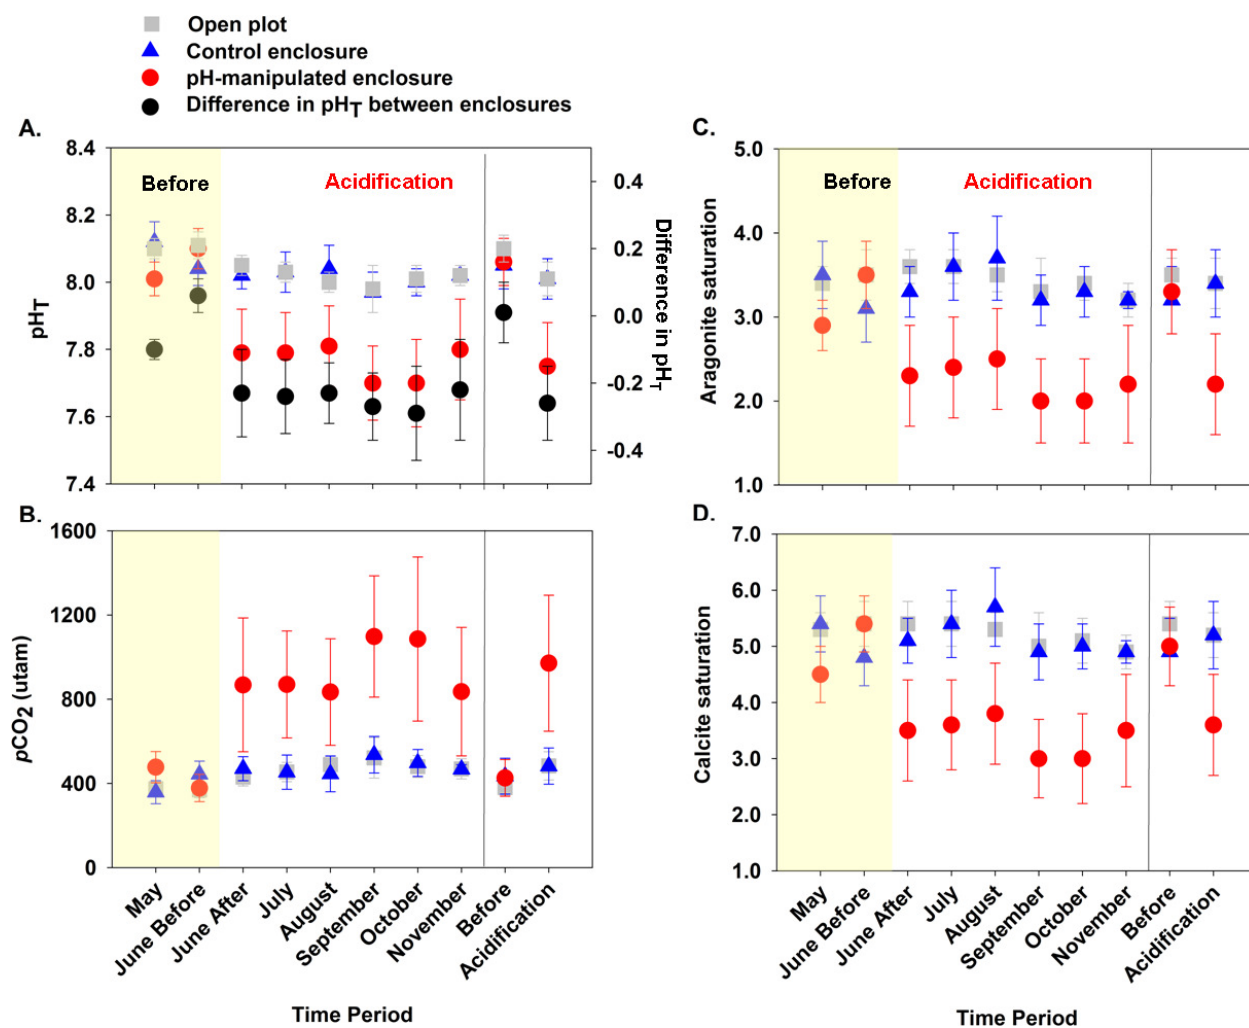 Open plot
Control enclosure
pH-manipulated enclosure
Difference in pHT between enclosures
A.
8.4
8.2
8.0
7.8
7.6
7.4
pHT
Before
Acidification
0.4
0.2
0.0
-0.2
-0.4
Difference in pHT
B.
1600
1200
800
400
0
pCO2 (utam)
May
June Before
June After
July
August
September
October
November
Before
Acidification
Time Period
C.
5.0
4.0
3.0
2.0
1.0
Aragonite saturation
Before
Acidification
D.
7.0
6.0
5.0
4.0
3.0
2.0
1.0
Calcite saturation
May
June Before
June After
July
August
September
October
November
Before
Acidification
Time Period